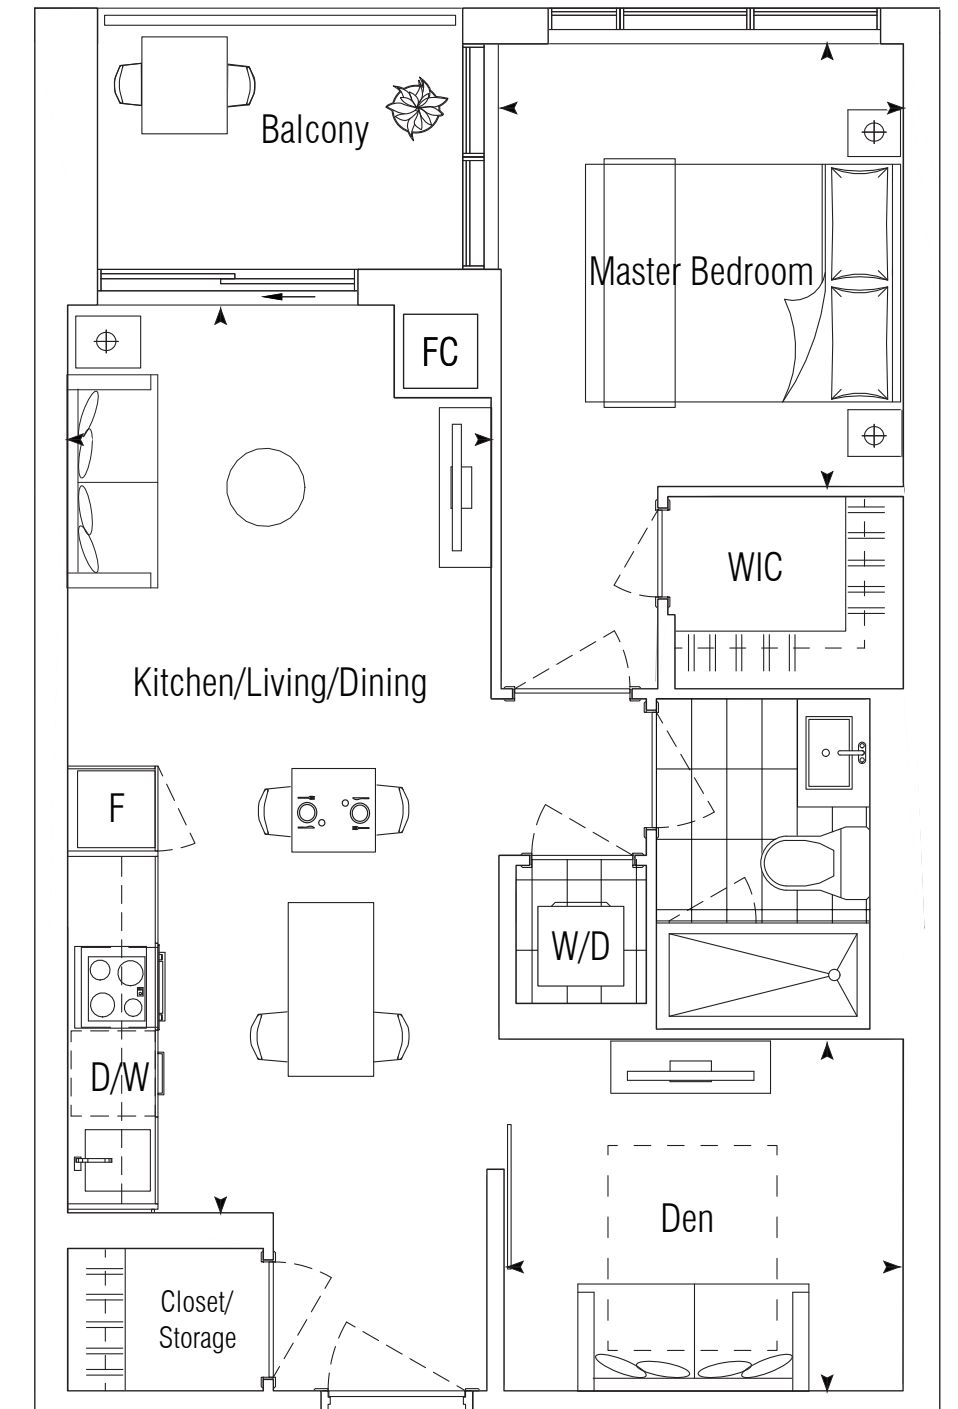 Balcony
Master Bedroom
FC
WIC
Kitchen/Living/Dining
F
W/D
D/W
Den
Closet/
Storage